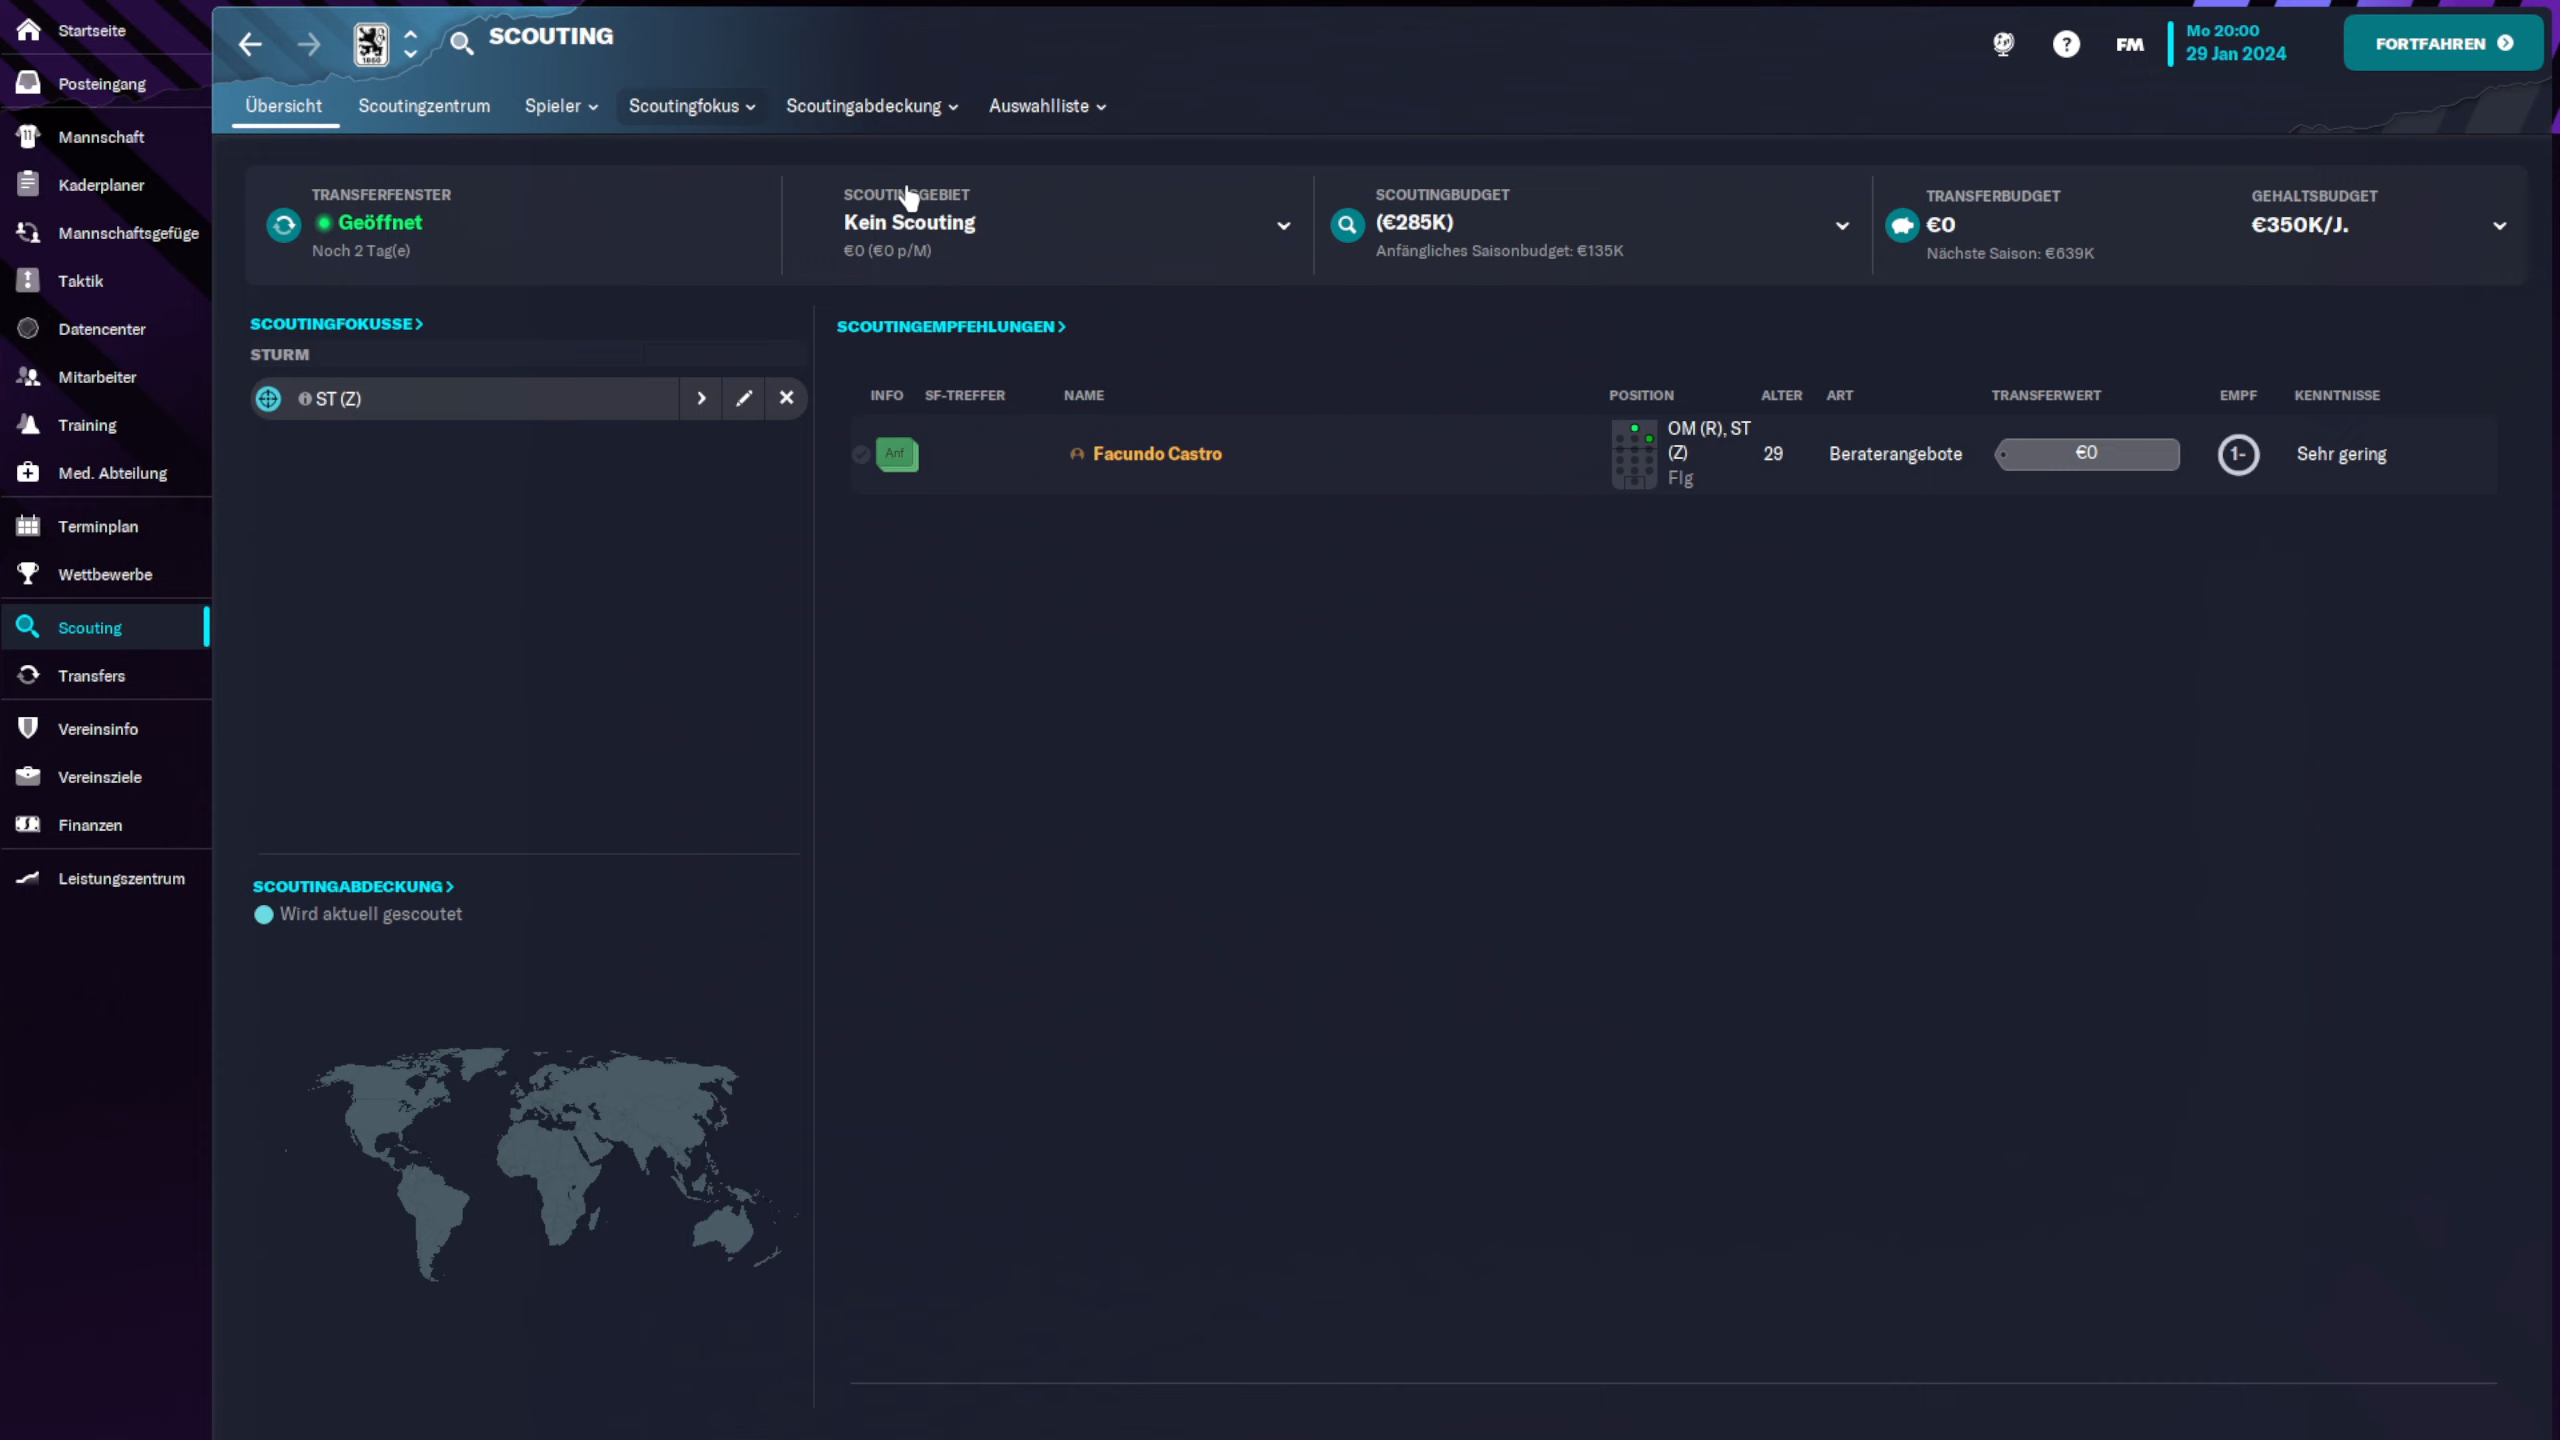 Startseite
Posteingang
Mannschaft
Kaderplaner
Mannschaftsgefüge
Taktik
Datencenter
Mitarbeiter
Training
Med. Abteilung
Terminplan
Wettbewerbe
Scouting
Transfers
Vereinsinfo
Vereinsziele
Finanzen
Leistungszentrum
1860
SCOUTING
FM
Mo 20:00
29 Jan 2024
FORTFAHREN
Übersicht
Scoutingzentrum
Spieler
Scoutingfokus
Scoutingabdeckung
Auswahlliste
TRANSFERFENSTER
Geöffnet
Noch 2 Tag(e)
SCOUTINGGEBIET
Kein Scouting
€0 (€0 p/M)
SCOUTINGBUDGET
(€285K)
Anfängliches Saisonbudget: €135K
TRANSFERBUDGET
€0
Nächste Saison: €639K
GEHALTSBUDGET
€350K/J.
SCOUTINGFOKUSSE
STURM
ST (Z)
SCOUTINGABDECKUNG
Wird aktuell gescoutet
SCOUTINGEMPFEHLUNGEN
INFO SF-TREFFER NAME POSITION ALTER ART TRANSFERWERT EMPF KENNTNISSE
Anf Facundo Castro OM (R), ST
(Z) 29 Beraterangebote €0 1- Sehr gering
Flg